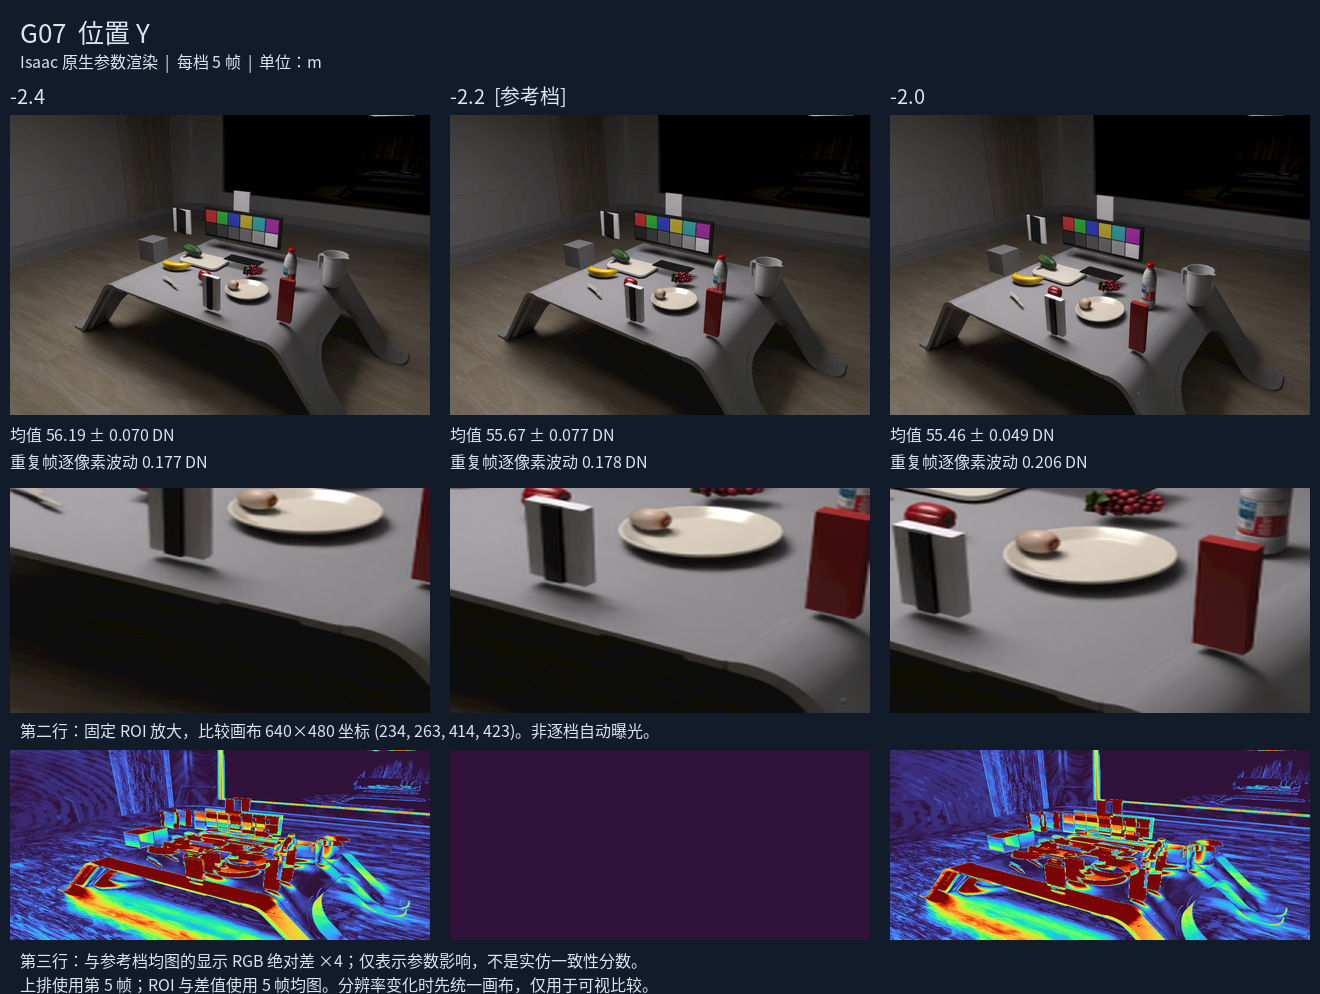 G07 位置 Y
Isaac 原生参数渲染 | 每档 5 帧 | 单位：m
-2.4
-2.2 [参考档]
-2.0
均值 56.19 ± 0.070 DN
重复帧逐像素波动 0.177 DN
均值 55.67 ± 0.077 DN
重复帧逐像素波动 0.178 DN
均值 55.46 ± 0.049 DN
重复帧逐像素波动 0.206 DN
第二行：固定 ROI 放大，比较画布 640×480 坐标 (234, 263, 414, 423)。非逐档自动曝光。
第三行：与参考档均图的显示 RGB 绝对差 ×4；仅表示参数影响，不是实仿一致性分数。
上排使用第 5 帧；ROI 与差值使用 5 帧均图。分辨率变化时先统一画布，仅用于可视比较。